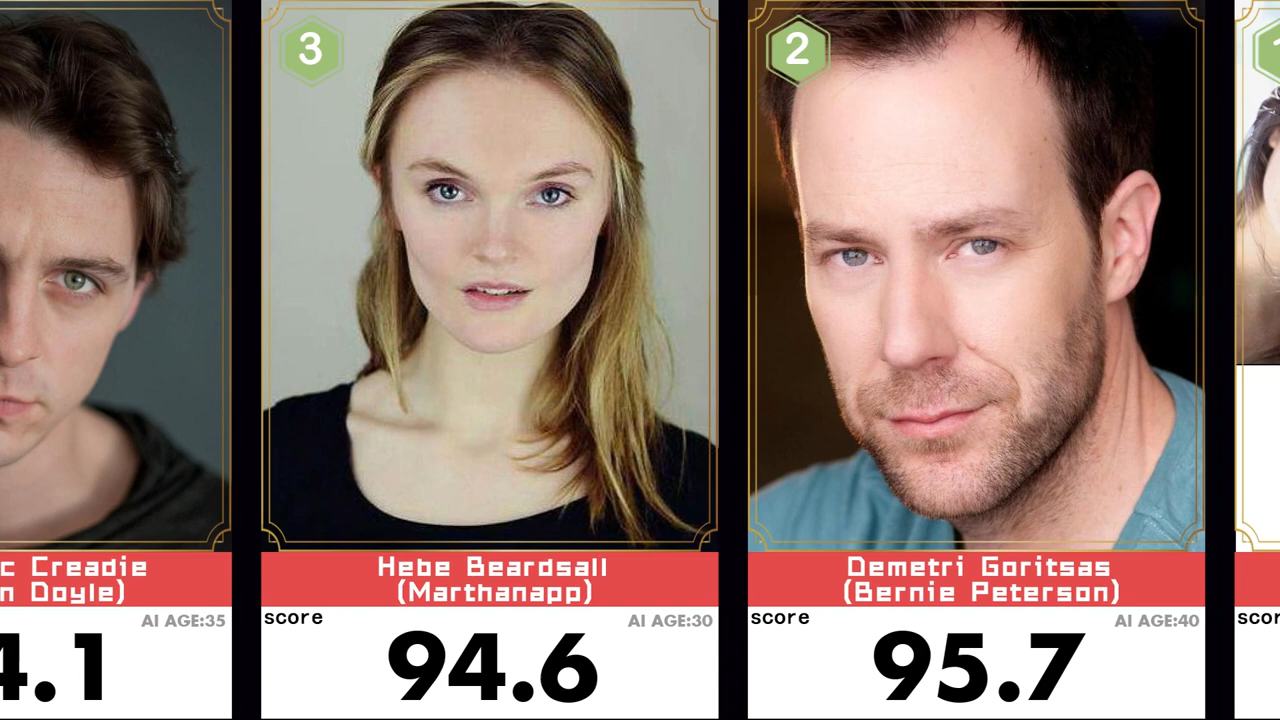 3
2
c Creadie
n Doyle)
AI AGE:35
4.1
Hebe Beardsall
(Marthanapp)
score
AI AGE:30
94.6
Demetri Goritsas
(Bernie Peterson)
score
AI AGE:40
95.7
scor